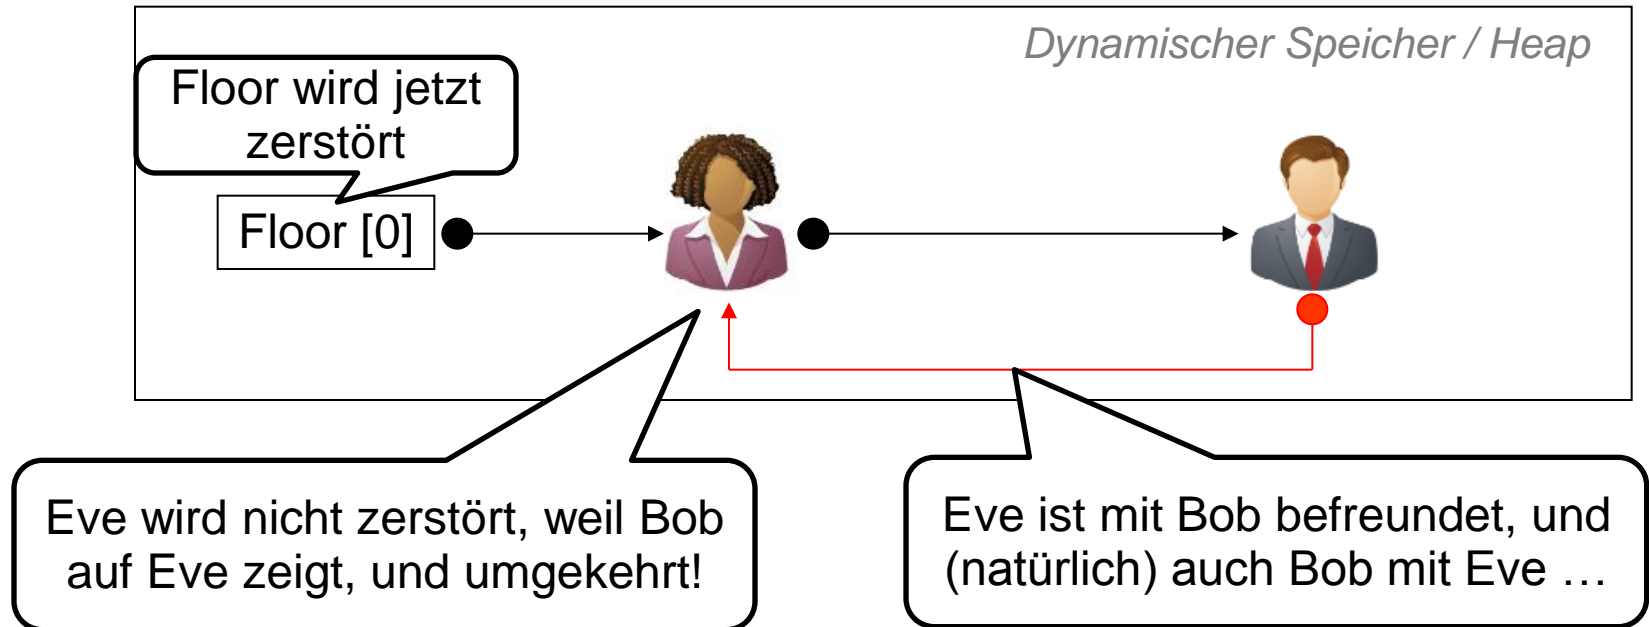 Dynamischer Speicher / Heap
Floor wird jetzt
zerstört
Floor [0]
Eve wird nicht zerstört, weil Bob
auf Eve zeigt, und umgekehrt!
Eve ist mit Bob befreundet, und
(natürlich) auch Bob mit Eve …